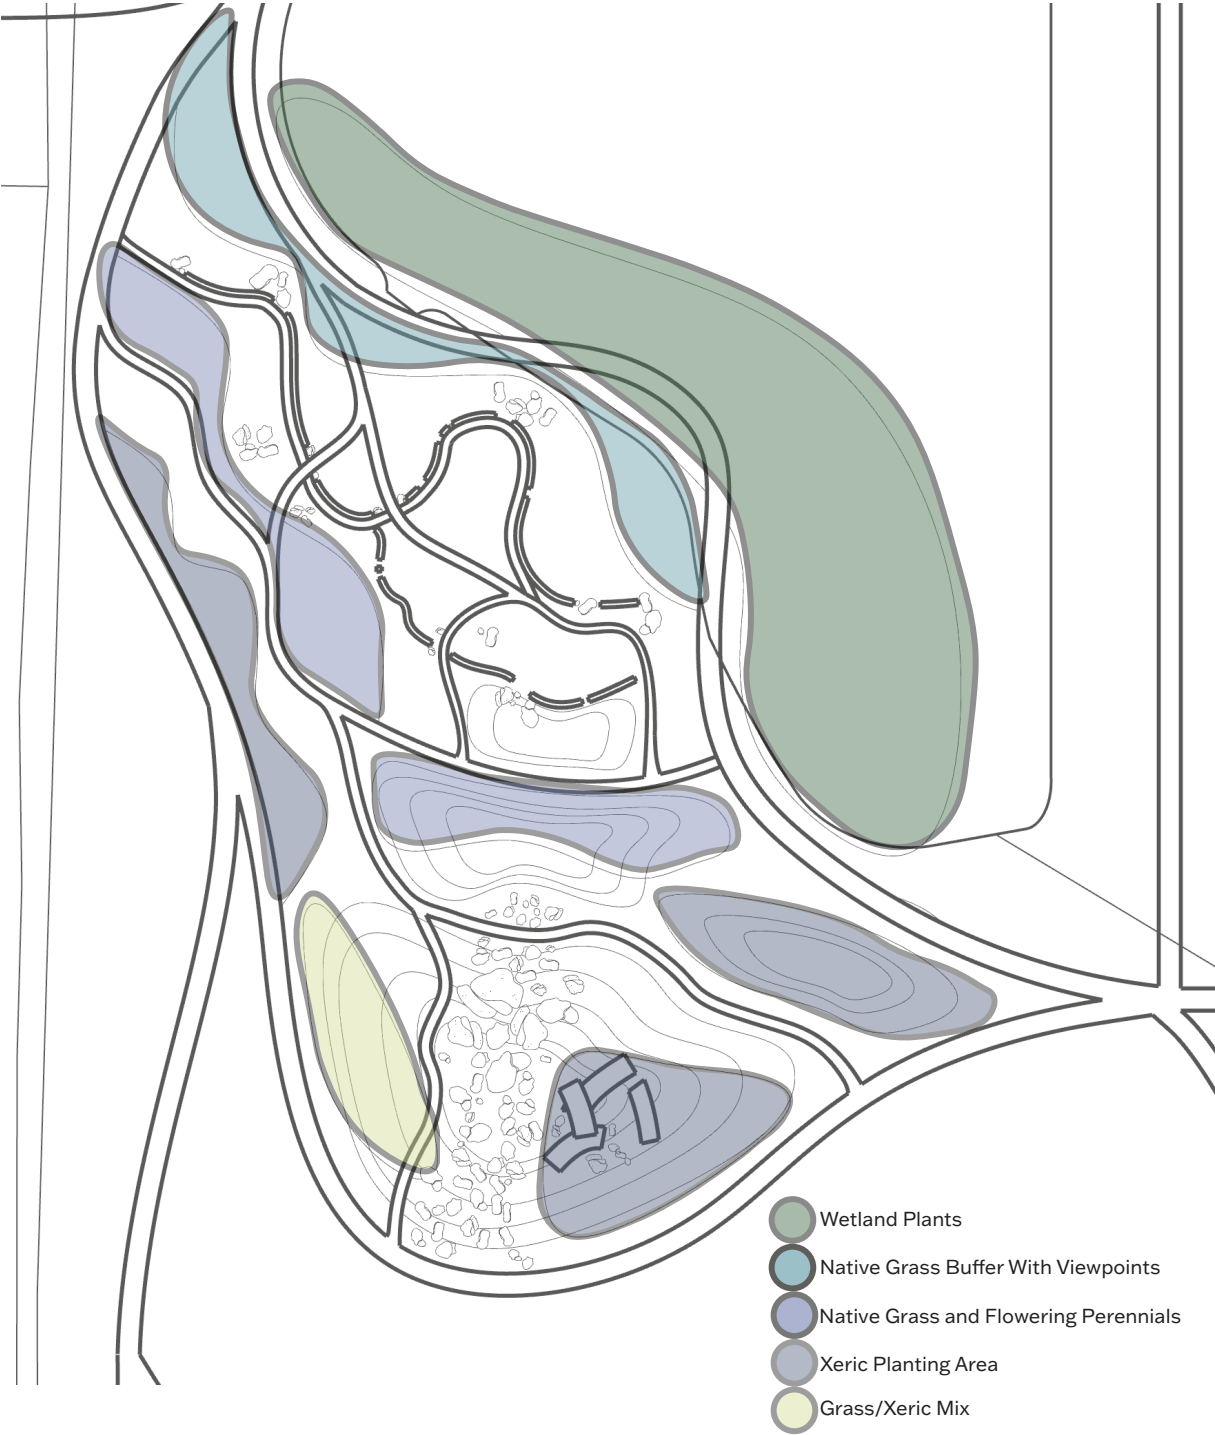 Wetland Plants
Native Grass Buffer With Viewpoints
Native Grass and Flowering Perennials
Xeric Planting Area
Grass/Xeric Mix